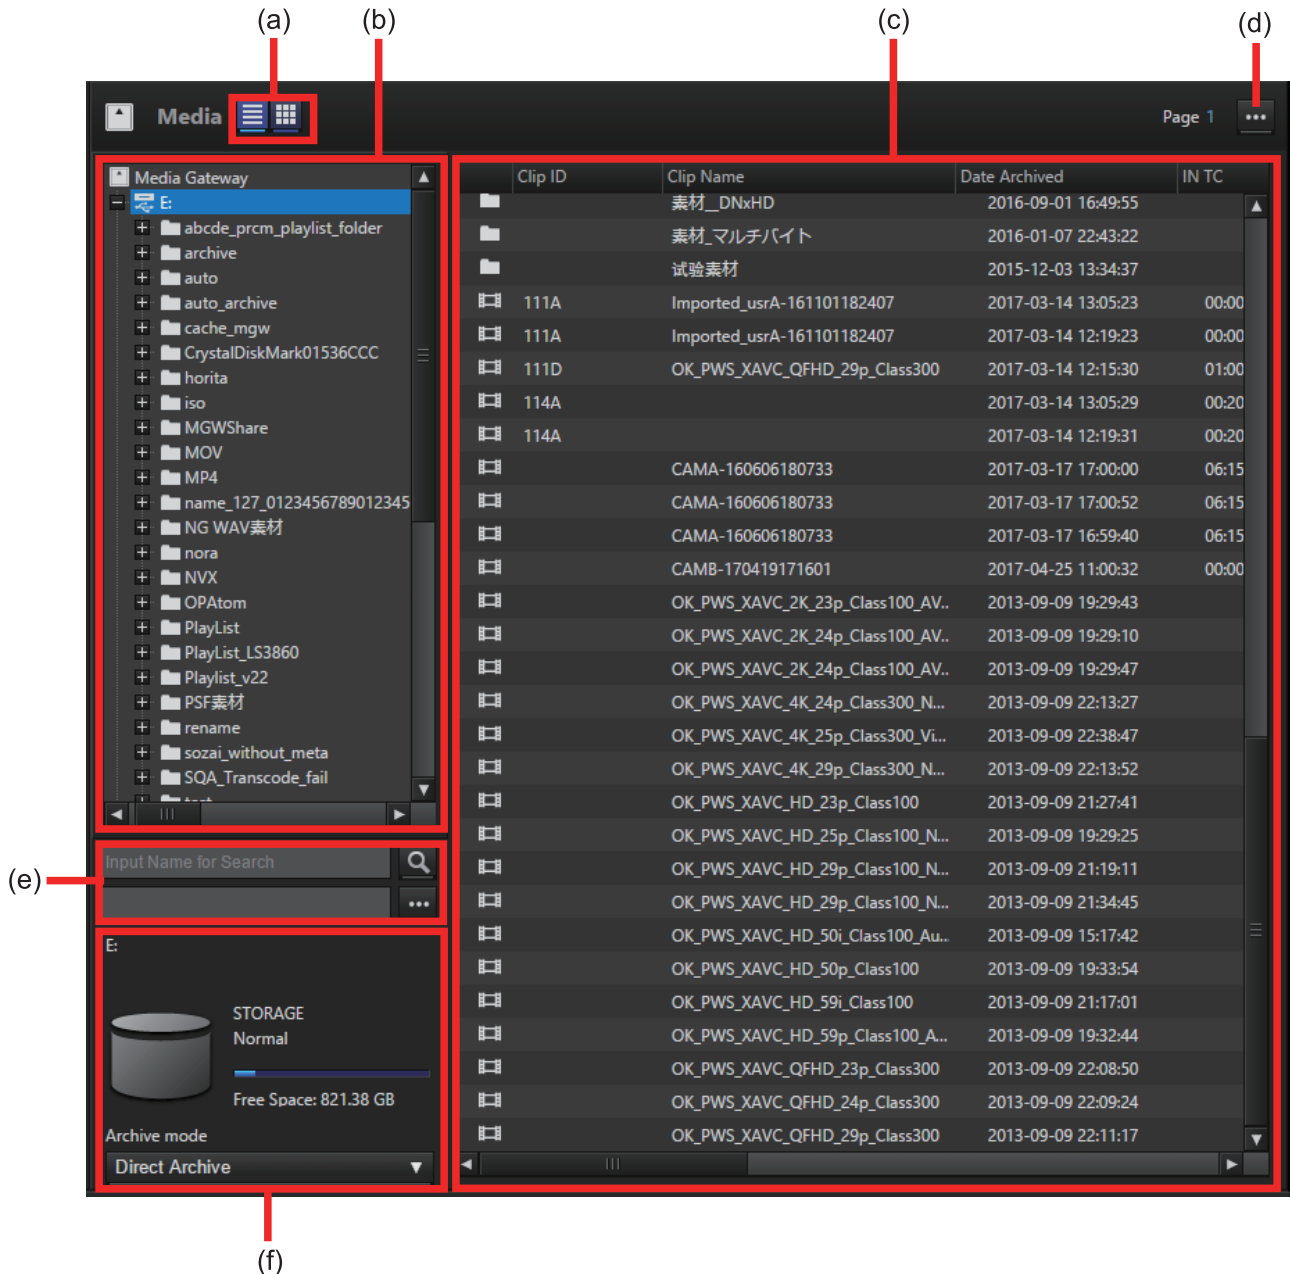 (a)
(b)
(c)
(d)
Media
Page 1
Media Gateway
E:
abcde_prcm_playlist_folder
archive
auto
auto_archive
cache_mgw
CrystalDiskMark01536CCC
horita
iso
MGWShare
MOV
MP4
name_127_0123456789012345
NG WAV素材
nora
NVX
OPAtom
PlayList
PlayList_LS3860
Playlist_v22
PSF素材
rename
sozai_without_meta
SQA_Transcode_fail
(e)
Input Name for Search
E:
STORAGE
Normal
Free Space: 821.38 GB
Archive mode
Direct Archive
(f)
Clip ID Clip Name Date Archived IN TC
素材__DNxHD 2016-09-01 16:49:55
素材_マルチバイト 2016-01-07 22:43:22
试验素材 2015-12-03 13:34:37
111A Imported_usrA-161101182407 2017-03-14 13:05:23 00:00
111A Imported_usrA-161101182407 2017-03-14 12:19:23 00:00
111D OK_PWS_XAVC_QFHD_29p_Class300 2017-03-14 12:15:30 01:00
114A 2017-03-14 13:05:29 00:20
114A 2017-03-14 12:19:31 00:20
CAMA-160606180733 2017-03-17 17:00:00 06:15
CAMA-160606180733 2017-03-17 17:00:52 06:15
CAMA-160606180733 2017-03-17 16:59:40 06:15
CAMB-170419171601 2017-04-25 11:00:32 00:00
OK_PWS_XAVC_2K_23p_Class100_AV... 2013-09-09 19:29:43
OK_PWS_XAVC_2K_24p_Class100_AV... 2013-09-09 19:29:10
OK_PWS_XAVC_2K_24p_Class100_AV... 2013-09-09 19:29:47
OK_PWS_XAVC_4K_24p_Class300_N... 2013-09-09 22:13:27
OK_PWS_XAVC_4K_25p_Class300_Vi... 2013-09-09 22:38:47
OK_PWS_XAVC_4K_29p_Class300_N... 2013-09-09 22:13:52
OK_PWS_XAVC_HD_23p_Class100 2013-09-09 21:27:41
OK_PWS_XAVC_HD_25p_Class100_N... 2013-09-09 19:29:25
OK_PWS_XAVC_HD_29p_Class100_N... 2013-09-09 21:19:11
OK_PWS_XAVC_HD_29p_Class100_N... 2013-09-09 21:34:45
OK_PWS_XAVC_HD_50i_Class100_Au... 2013-09-09 15:17:42
OK_PWS_XAVC_HD_50p_Class100 2013-09-09 19:33:54
OK_PWS_XAVC_HD_59i_Class100 2013-09-09 21:17:01
OK_PWS_XAVC_HD_59p_Class100_A... 2013-09-09 19:32:44
OK_PWS_XAVC_QFHD_23p_Class300 2013-09-09 22:08:50
OK_PWS_XAVC_QFHD_24p_Class300 2013-09-09 22:09:24
OK_PWS_XAVC_QFHD_29p_Class300 2013-09-09 22:11:17